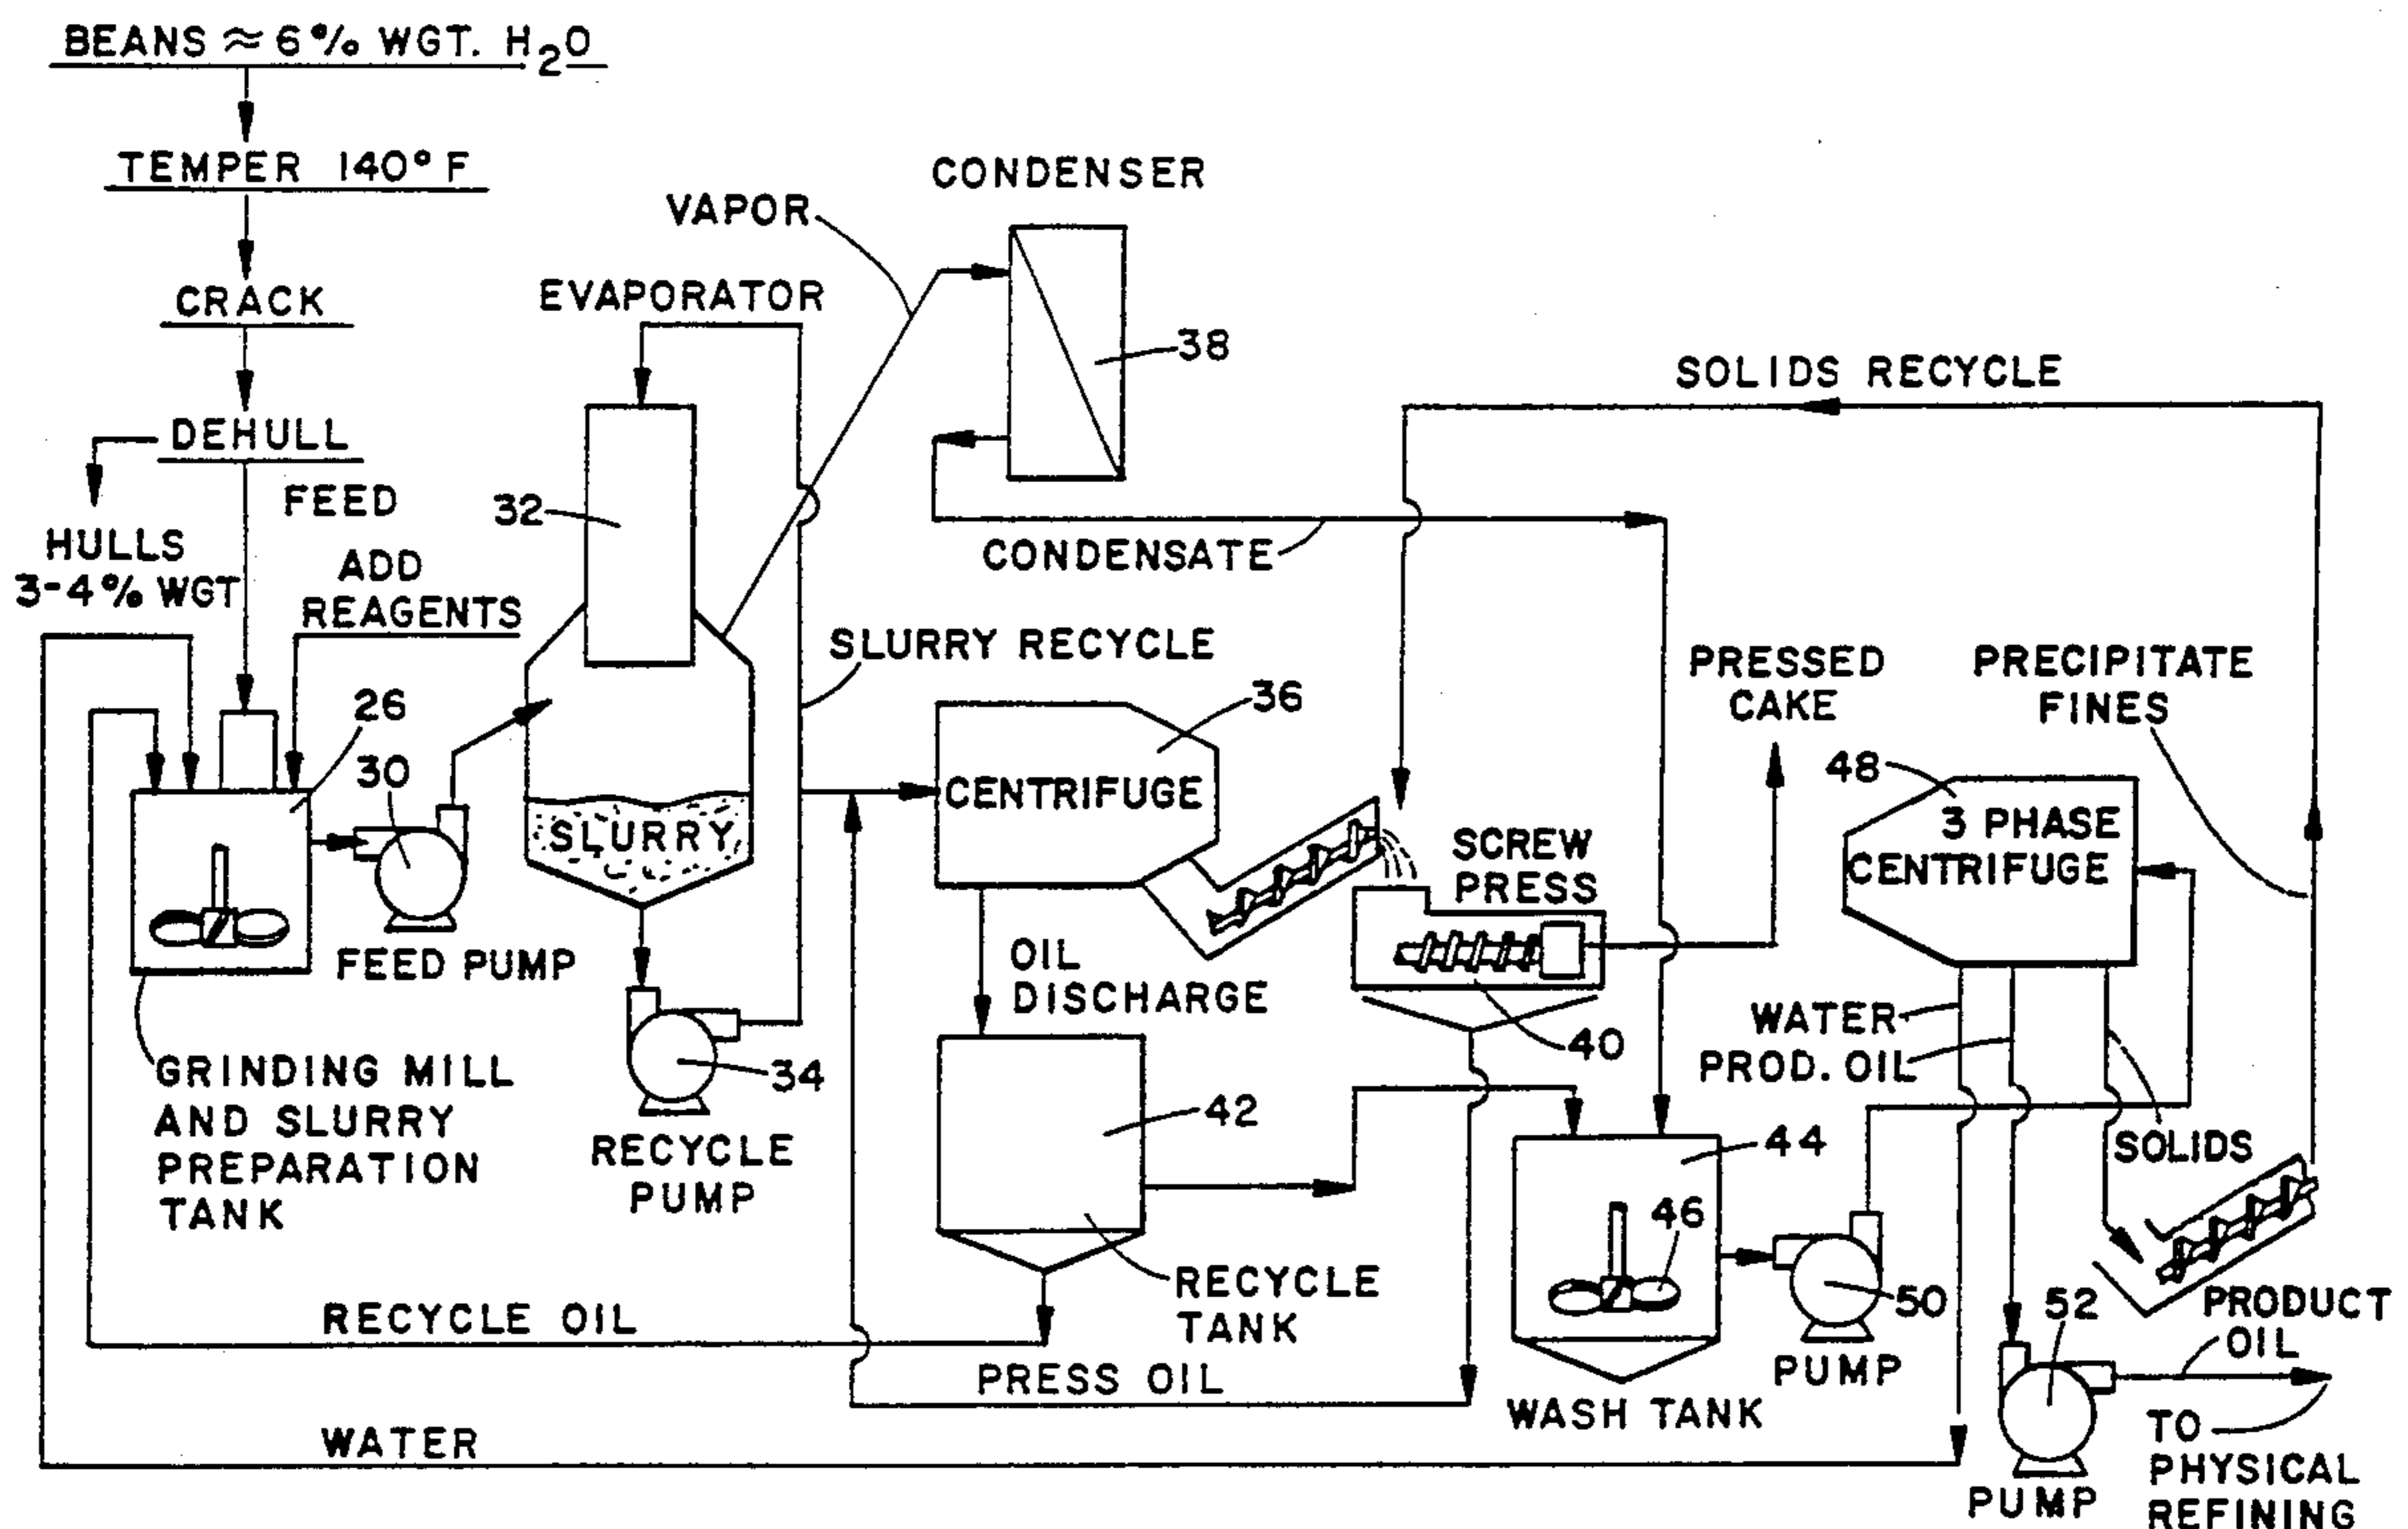 BEANS ≈ 6% WGT. H2O
TEMPER 140° F
CRACK
DEHULL
FEED
HULLS
3-4% WGT
ADD
REAGENTS
26
30
FEED PUMP
GRINDING MILL
AND SLURRY
PREPARATION
TANK
EVAPORATOR
32
SLURRY
34
RECYCLE
PUMP
VAPOR
CONDENSER
38
CONDENSATE
SLURRY RECYCLE
36
CENTRIFUGE
OIL
DISCHARGE
42
RECYCLE
TANK
SOLIDS RECYCLE
SCREW
PRESS
40
PRESSED
CAKE
44
46
WASH TANK
50
PUMP
48
3 PHASE
CENTRIFUGE
PRECIPITATE
FINES
WATER
PROD. OIL
SOLIDS
52
PUMP
PRODUCT
OIL
TO
PHYSICAL
REFINING
RECYCLE OIL
PRESS OIL
WATER